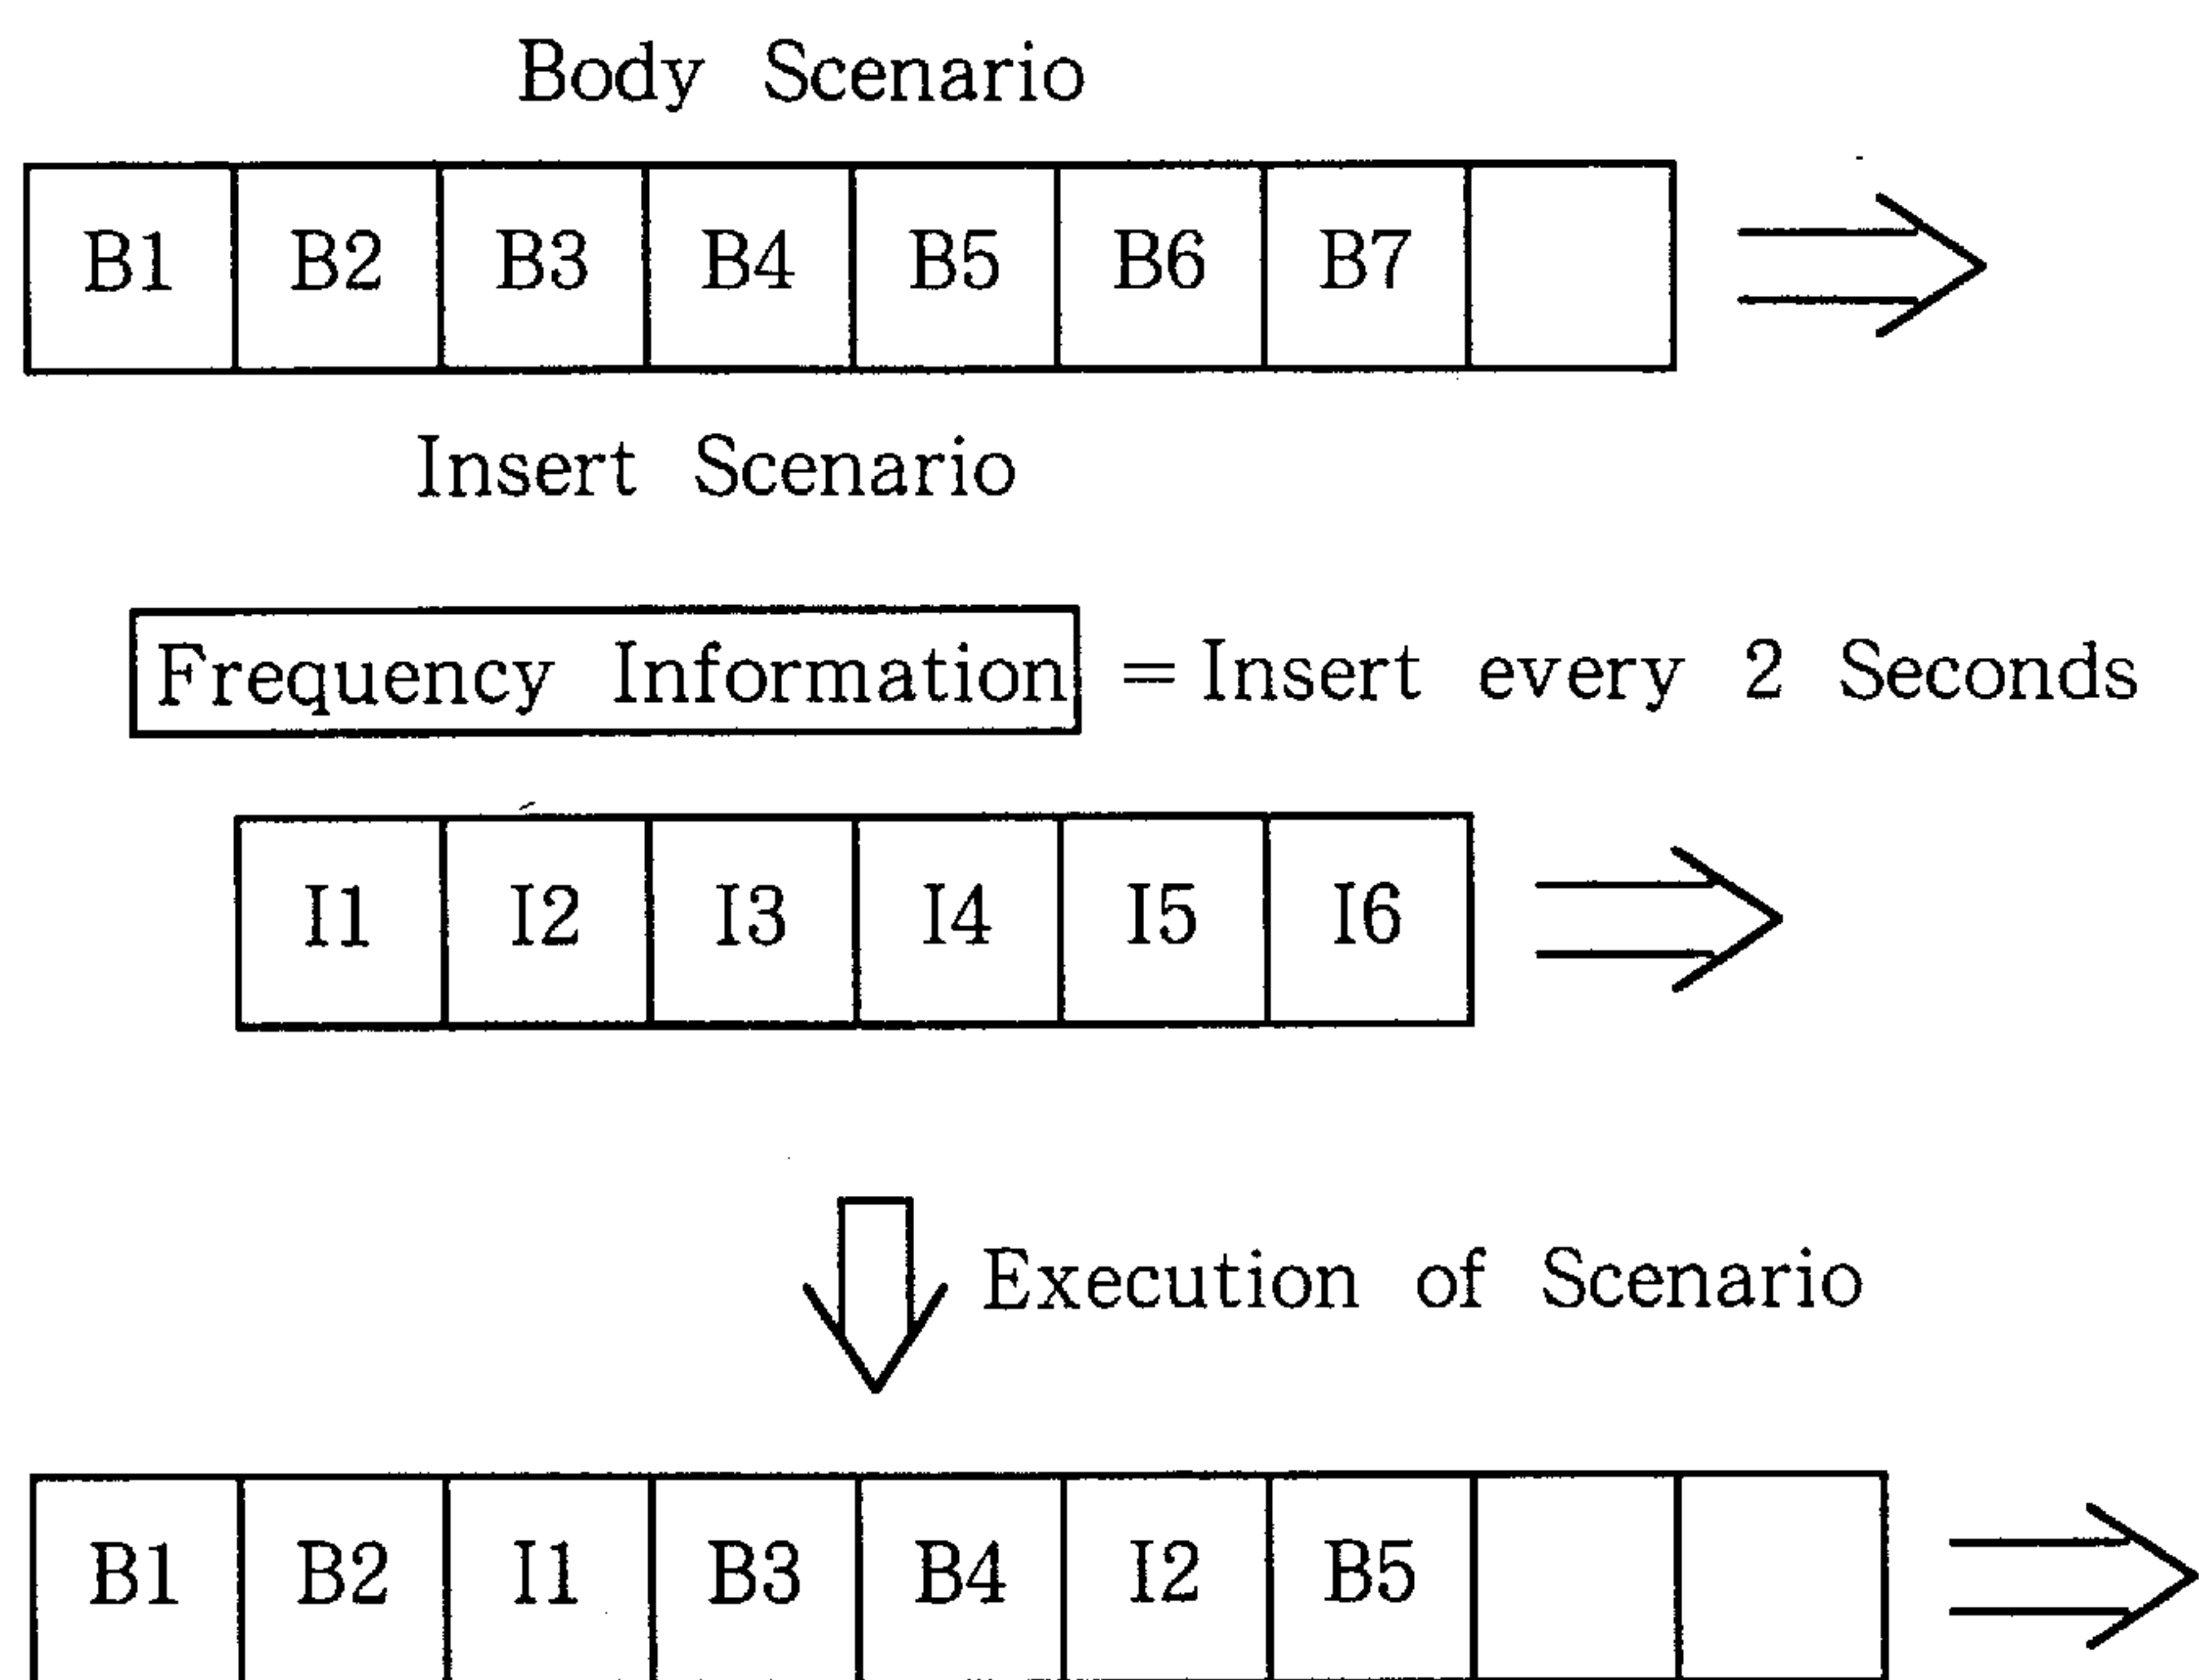 Body Scenario
B1 B2 B3 B4 B5 B6 B7
Insert Scenario
Frequency Information = Insert every 2 Seconds
I1 I2 I3 I4 I5 I6
Execution of Scenario
B1 B2 I1 B3 B4 I2 B5